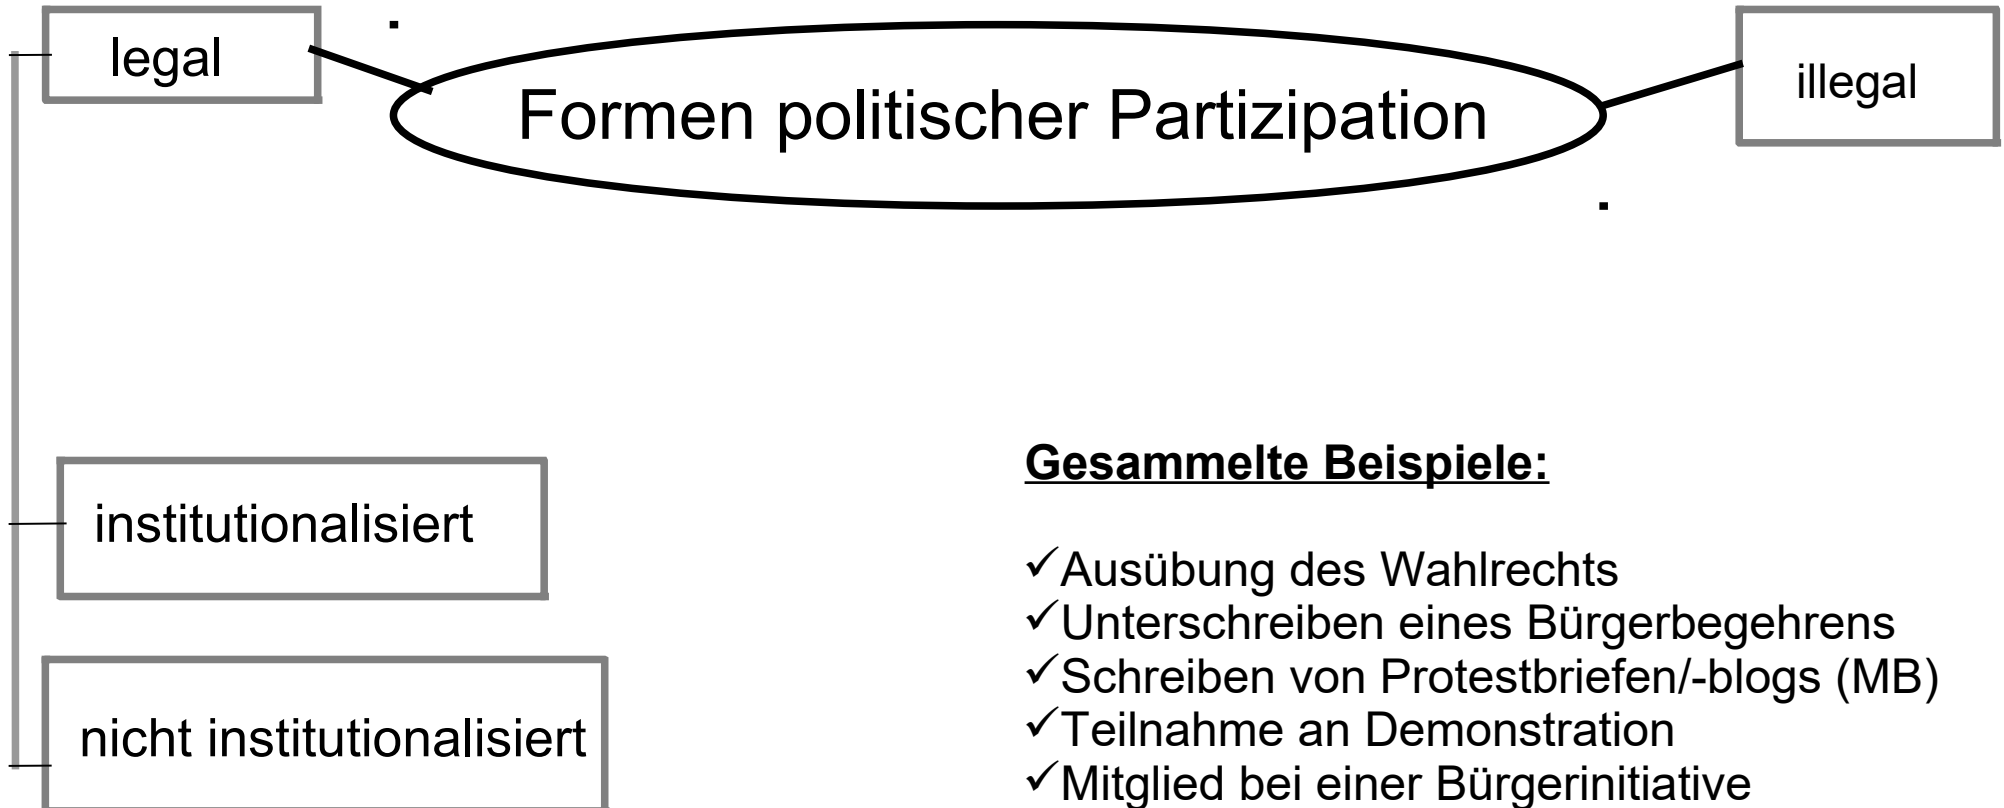 legal
Formen politischer Partizipation
illegal
institutionalisiert
nicht institutionalisiert
Gesammelte Beispiele:
✓Ausübung des Wahlrechts
✓Unterschreiben eines Bürgerbegehrens
✓Schreiben von Protestbriefen/-blogs (MB)
✓Teilnahme an Demonstration
✓Mitglied bei einer Bürgerinitiative